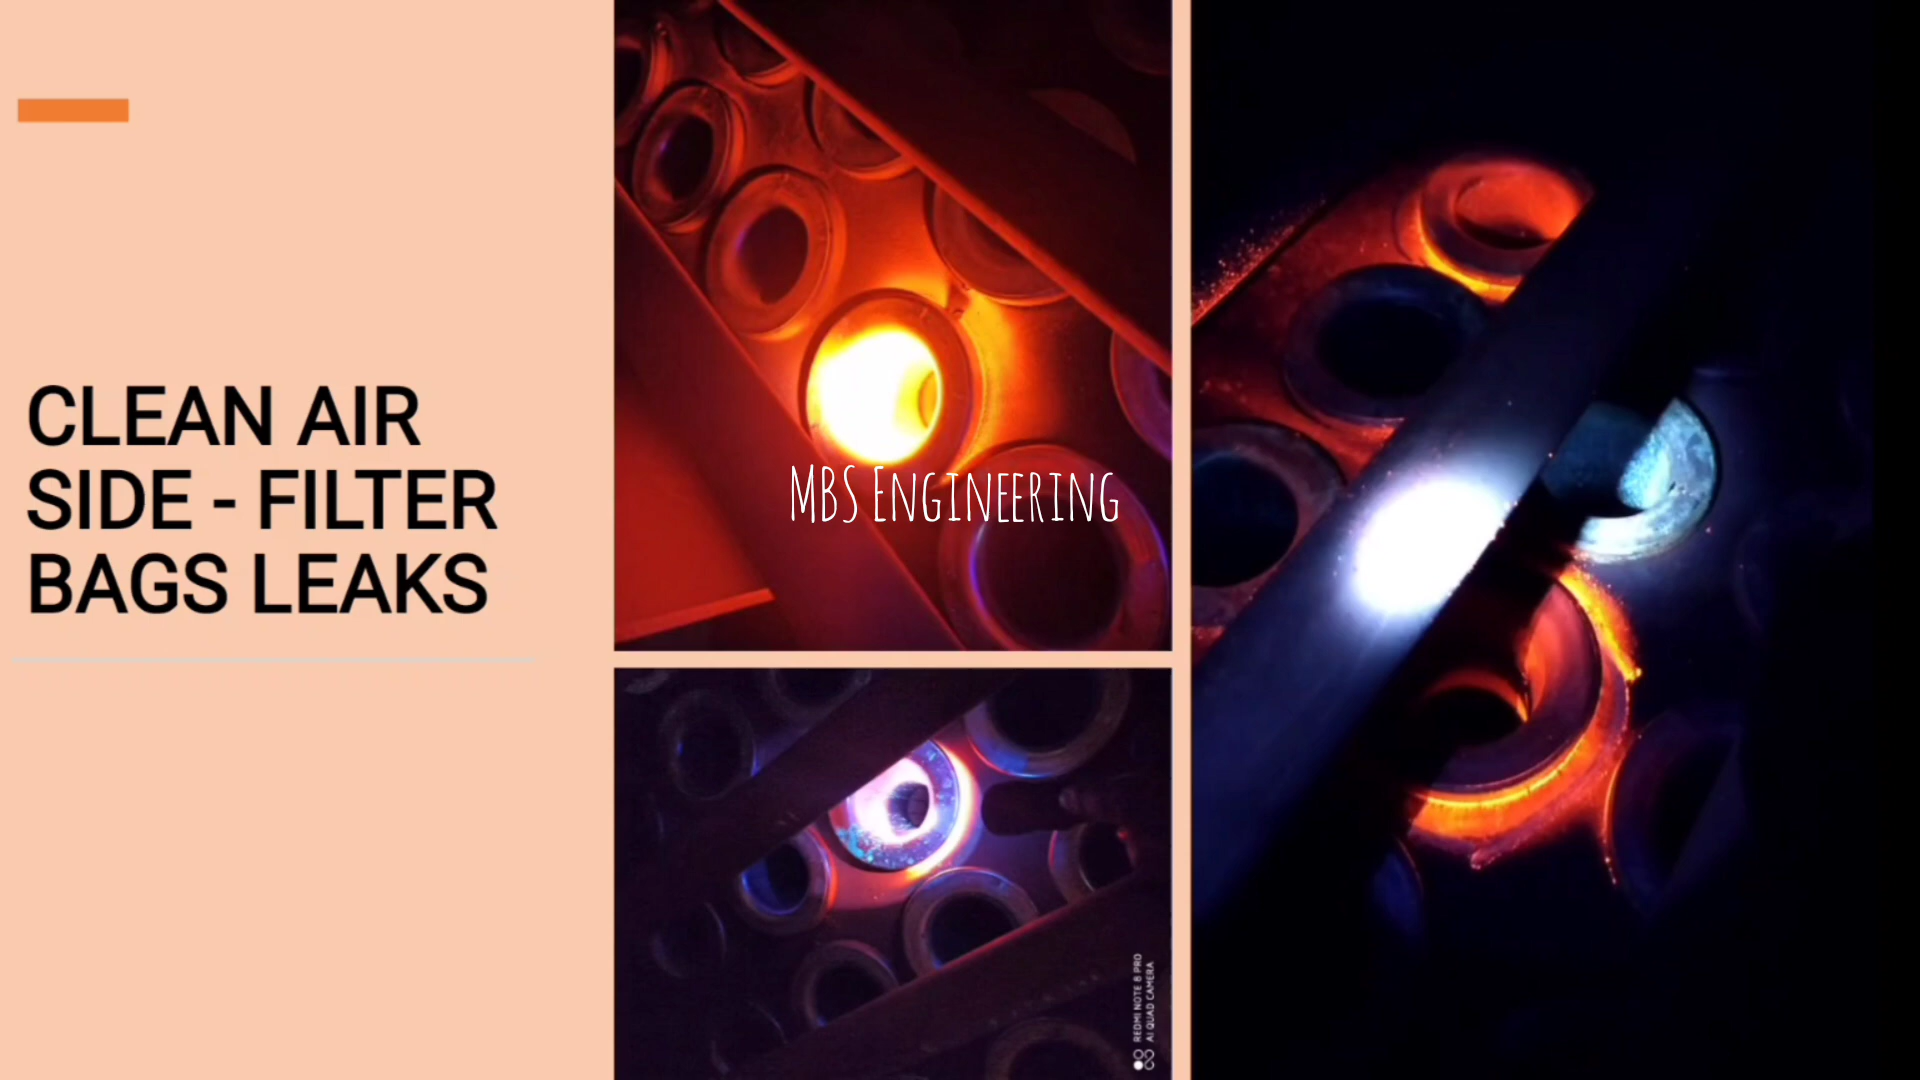 CLEAN AIR
SIDE - FILTER
BAGS LEAKS
MBS ENGINEERING
REDMI NOTE 8 PRO
AI QUAD CAMERA